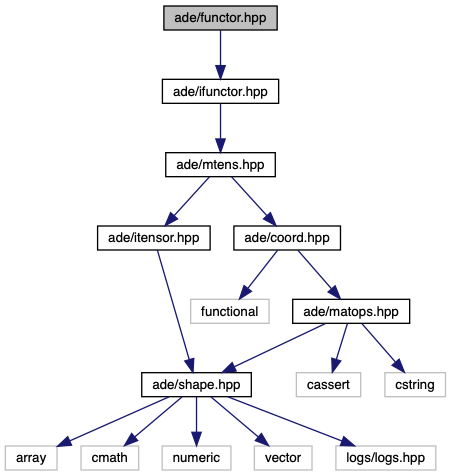 ade/functor.hpp
ade/ifunctor.hpp
ade/mtens.hpp
ade/itensor.hpp
ade/coord.hpp
functional
ade/matops.hpp
ade/shape.hpp
cassert
cstring
array
cmath
numeric
vector
logs/logs.hpp